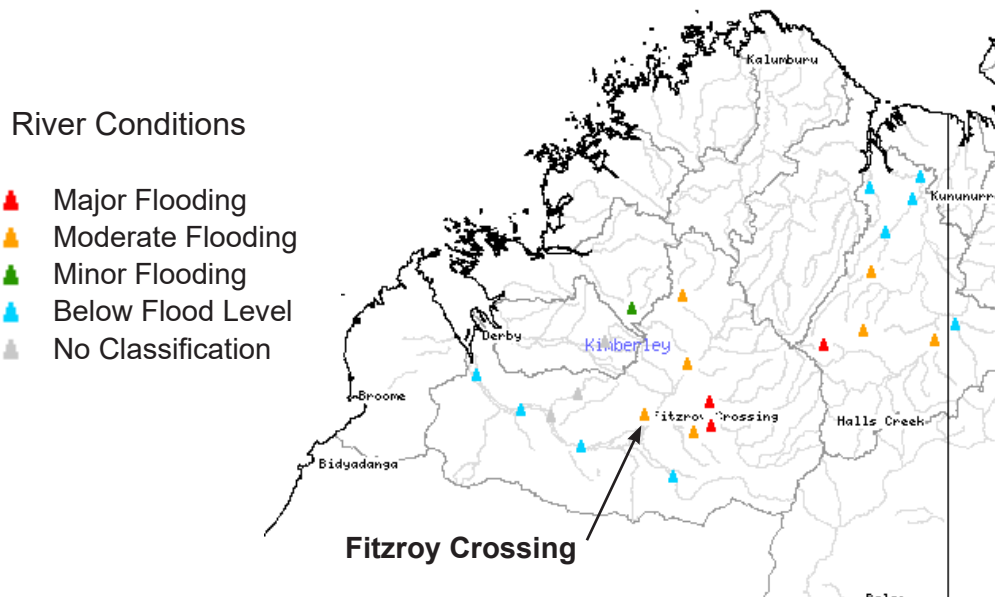 Kalumburu
River Conditions
Major Flooding
Moderate Flooding
Minor Flooding
Below Flood Level
No Classification
Kununurr
Derby
Kimberley
Broome
Fitzroy Crossing
Halls Creek
Bidyadanga
Fitzroy Crossing